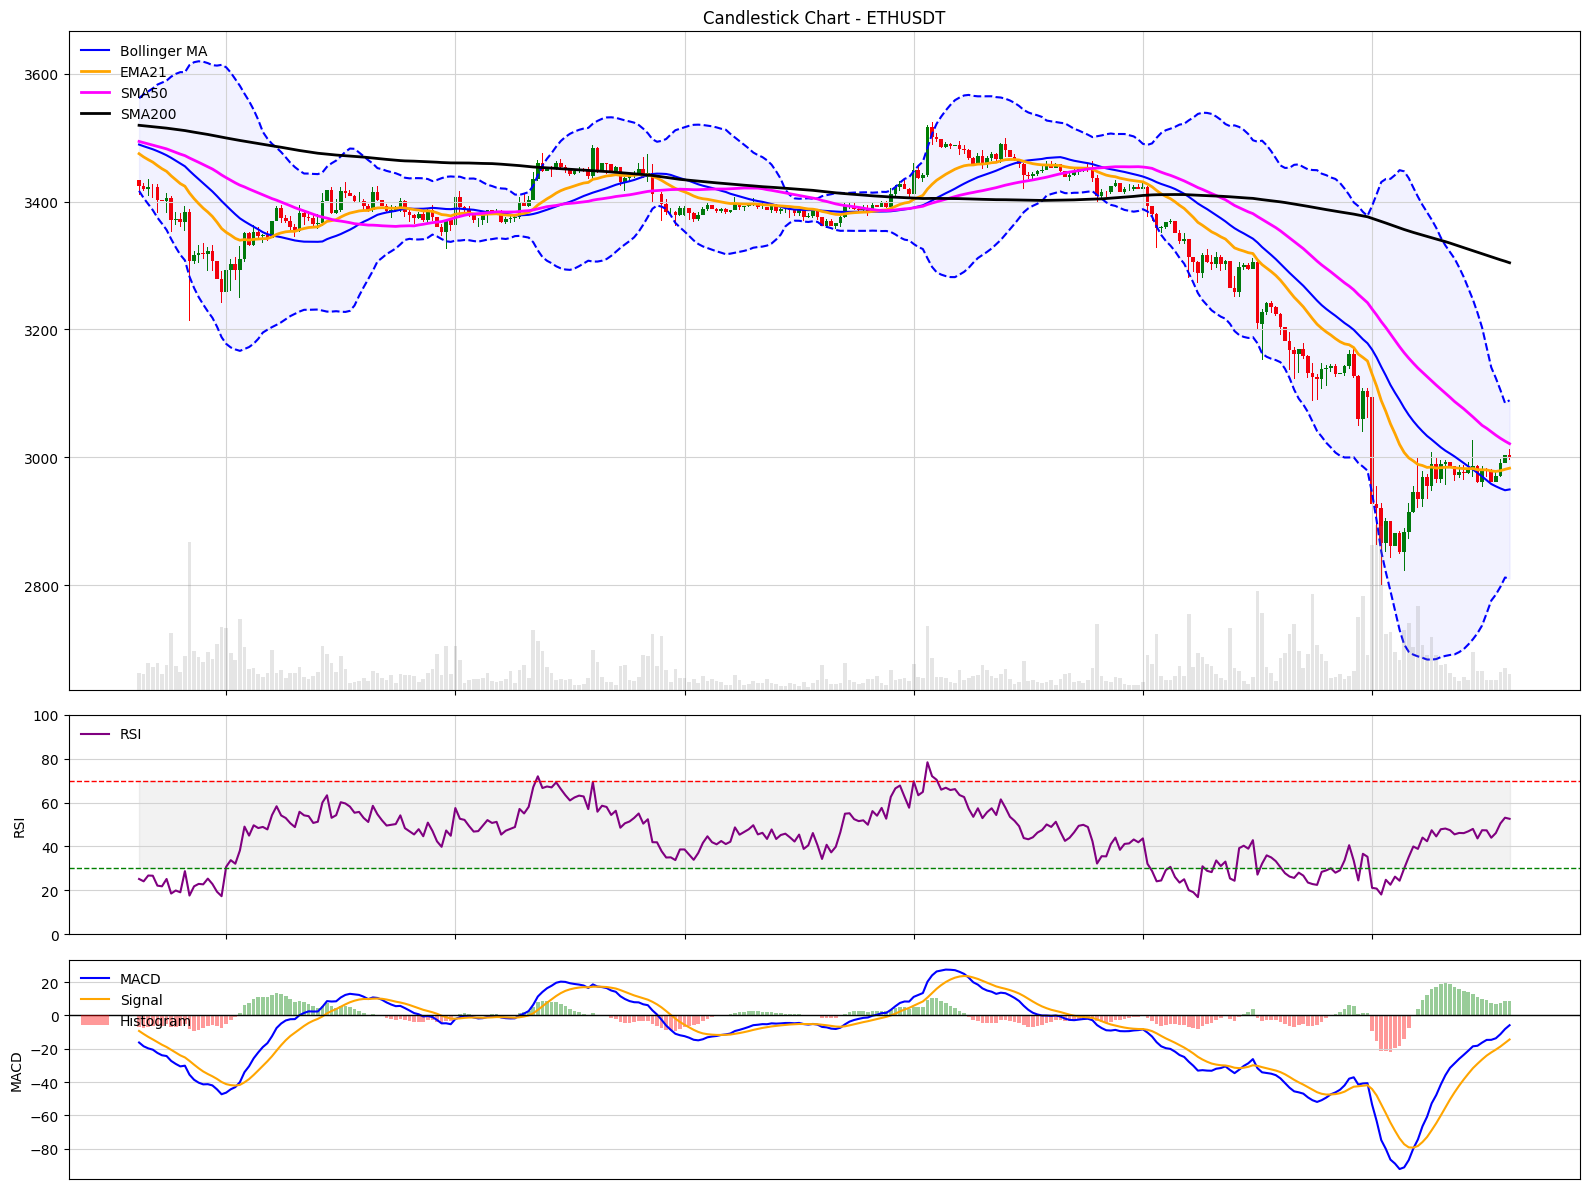 Candlestick Chart - ETHUSDT
Bollinger MA
EMA21
SMA50
SMA200
3600
3400
3200
3000
2800
RSI
100
80
60
40
20
0
RSI
MACD
Signal
Histogram
20
0
−20
−40
−60
−80
MACD